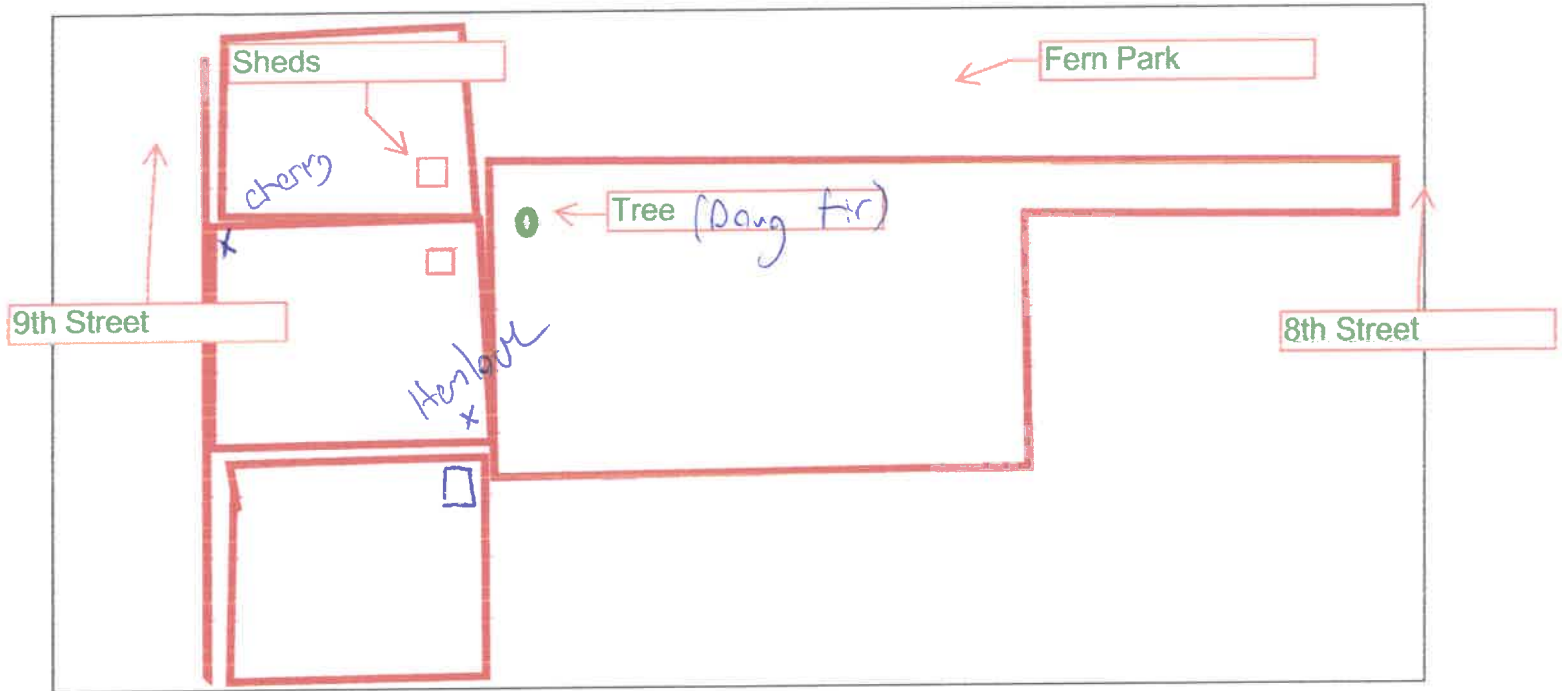 Sheds
Fern Park
cherry
x
Tree (Doug fir)
9th Street
8th Street
Hemlock
x